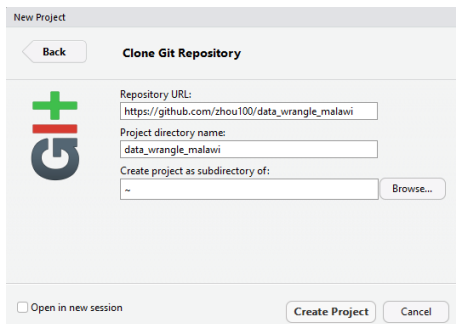 New Project
Back
Clone Git Repository
Repository URL:
https://github.com/zhou100/data_wrangle_malawi
Project directory name:
data_wrangle_malawi
Create project as subdirectory of:
~
Browse...
git
Open in new session
Create Project
Cancel